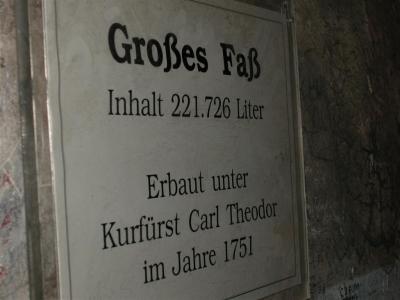 Großes Faß
Inhalt 221.726 Liter
Erbaut unter
Kurfürst Carl Theodor
im Jahre 1751